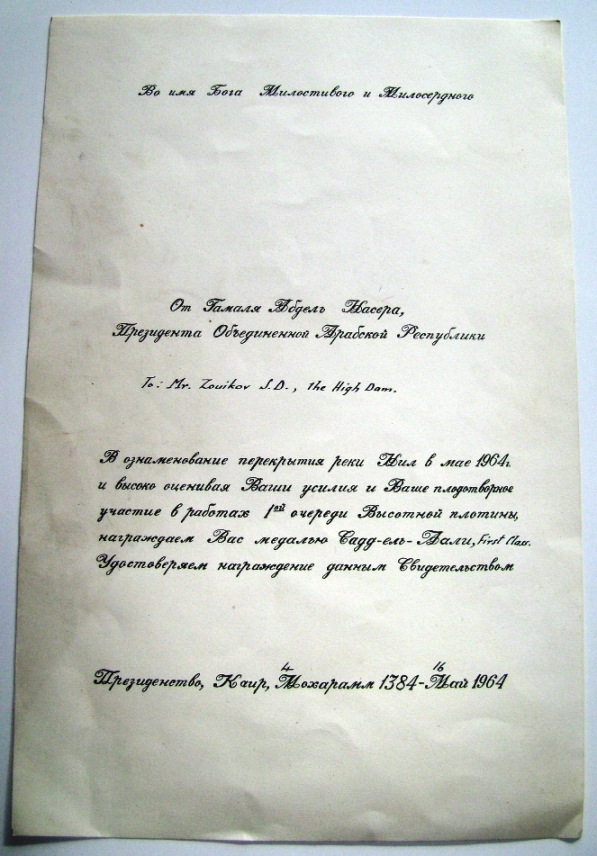 Во имя Бога Милостивого и Милосердного
От Гамаля Абдель Насера,
Президента Объединенной Арабской Республики
To: Mr. Zouikov S.D., the High Dam.
В ознаменование перекрытия реки Нил в мае 1964г.
и высоко оценивая Ваши усилия и Ваше плодотворное
участие в работах 1ой очереди Высотной плотины,
награждаем Вас медалью Садд-ель-Аали, First Class.
Удостоверяем награждение данным Свидетельством
Президенство, Каир, 4 Мохарамм 1384 - 16 Май 1964